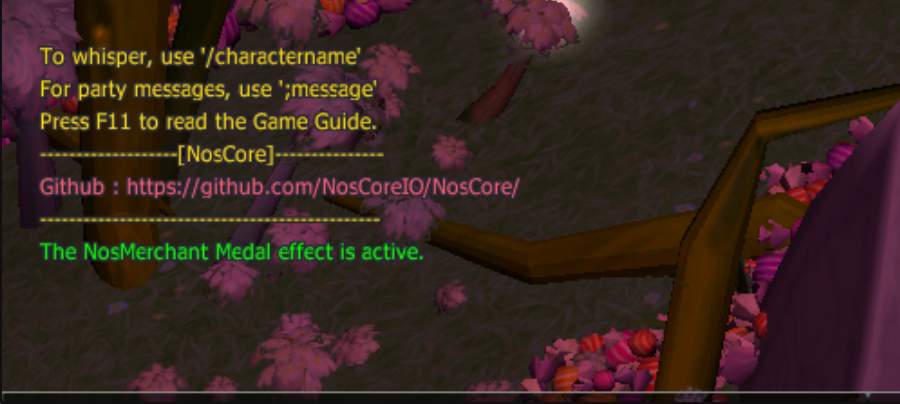 To whisper, use '/charactername'
For party messages, use ';message'
Press F11 to read the Game Guide.
-------------------[NosCore]---------------
Github : https://github.com/NosCoreIO/NosCore/
-----------------------------------------------
The NosMerchant Medal effect is active.